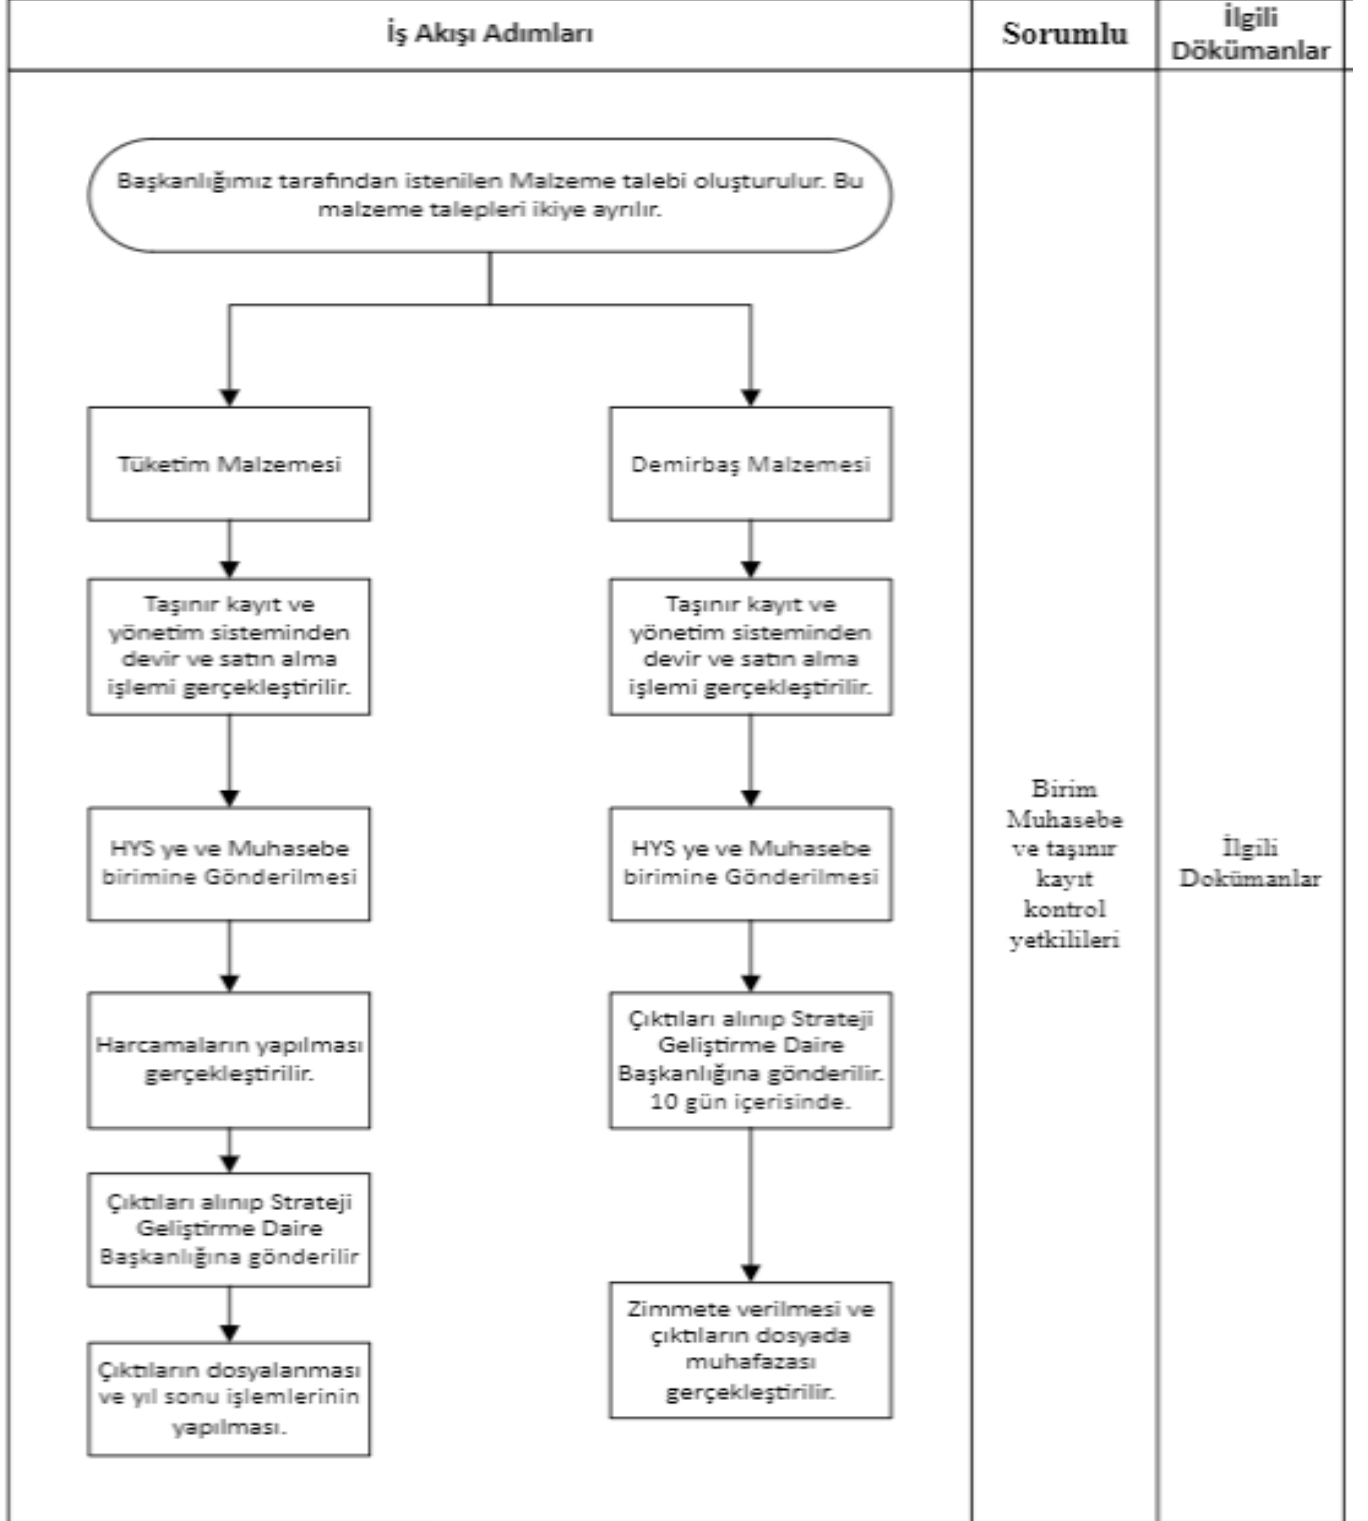 İş Akışı Adımları
Sorumlu
İlgili
Dökümanlar
Başkanlığımız tarafından istenilen Malzeme talebi oluşturulur. Bu
malzeme talepleri ikiye ayrılır.
Tüketim Malzemesi
Taşınır kayıt ve
yönetim sisteminden
devir ve satın alma
işlemi gerçekleştirilir.
HYS ye ve Muhasebe
birimine Gönderilmesi
Harcamaların yapılması
gerçekleştirilir.
Çıktıları alınıp Strateji
Geliştirme Daire
Başkanlığına gönderilir
Çıktıların dosyalanması
ve yıl sonu işlemlerinin
yapılması.
Demirbaş Malzemesi
Taşınır kayıt ve
yönetim sisteminden
devir ve satın alma
işlemi gerçekleştirilir.
HYS ye ve Muhasebe
birimine Gönderilmesi
Çıktıları alınıp Strateji
Geliştirme Daire
Başkanlığına gönderilir.
10 gün içerisinde.
Zimmete verilmesi ve
çıktıların dosyada
muhafazası
gerçekleştirilir.
Birim
Muhasebe
ve taşınır
kayıt
kontrol
yetkilileri
İlgili
Dokümanlar